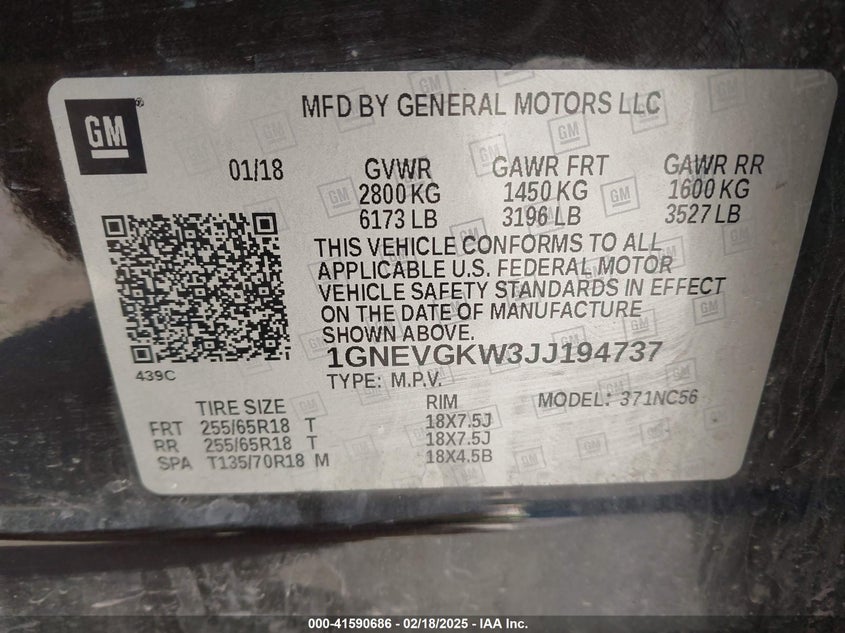 GM
MFD BY GENERAL MOTORS LLC
01/18 GVWR GAWR FRT GAWR RR
2800 KG 1450 KG 1600 KG
6173 LB 3196 LB 3527 LB
THIS VEHICLE CONFORMS TO ALL
APPLICABLE U.S. FEDERAL MOTOR
VEHICLE SAFETY STANDARDS IN EFFECT
ON THE DATE OF MANUFACTURE
SHOWN ABOVE.
1GNEVGKW3JJ194737
439C
TYPE: M.P.V. MODEL: 371NC56
TIRE SIZE RIM
FRT 255/65R18 T 18X7.5J
RR 255/65R18 T 18X7.5J
SPA T135/70R18 M 18X4.5B
000-41590686 - 02/18/2025 - IAA Inc.